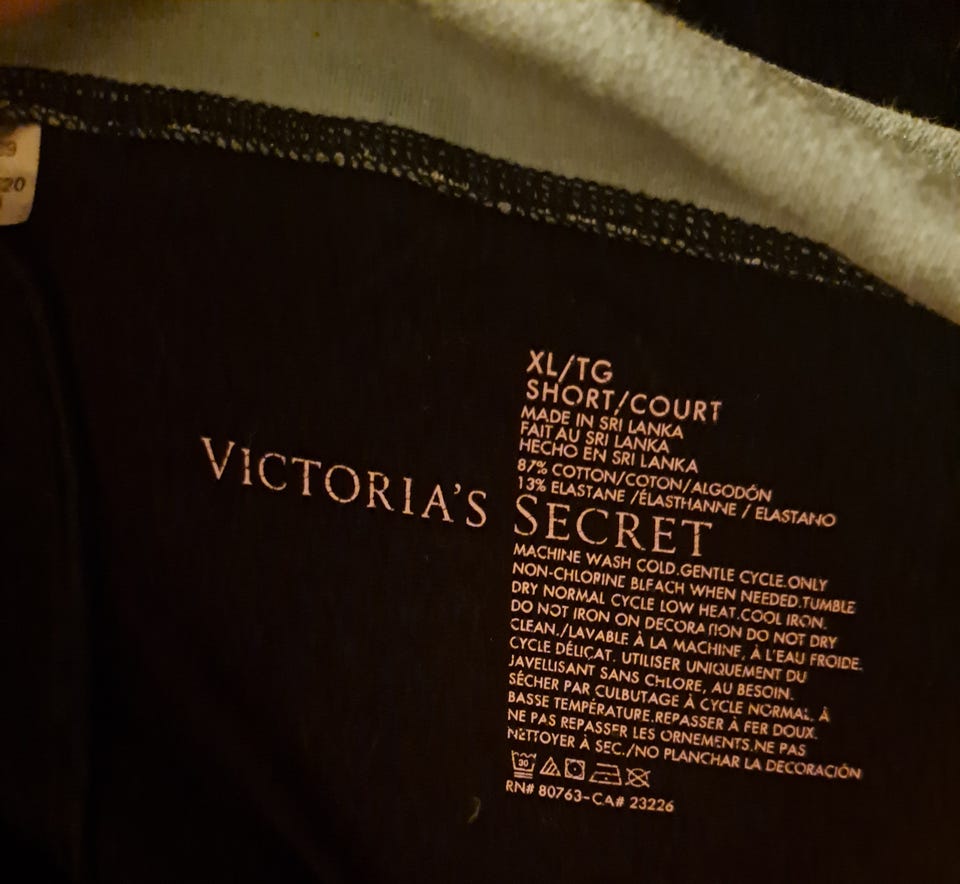 20
XL/TG
SHORT/COURT
MADE IN SRI LANKA
FAIT AU SRI LANKA
HECHO EN SRI LANKA
87% COTTON/COTON/ALGODÓN
13% ELASTANE /ÉLASTHANNE / ELASTANO
VICTORIA'S SECRET
MACHINE WASH COLD.GENTLE CYCLE.ONLY
NON-CHLORINE BLEACH WHEN NEEDED.TUMBLE
DRY NORMAL CYCLE LOW HEAT.COOL IRON.
DO NOT IRON ON DECORATION DO NOT DRY
CLEAN./LAVABLE À LA MACHINE, À L'EAU FROIDE.
CYCLE DÉLICAT. UTILISER UNIQUEMENT DU
JAVELLISANT SANS CHLORE, AU BESOIN.
SÉCHER PAR CULBUTAGE À CYCLE NORMAL, À
BASSE TEMPÉRATURE.REPASSER À FER DOUX.
NE PAS REPASSER LES ORNEMENTS.NE PAS
NETTOYER À SEC./NO PLANCHAR LA DECORACIÓN
30
RN# 80763-CA# 23226